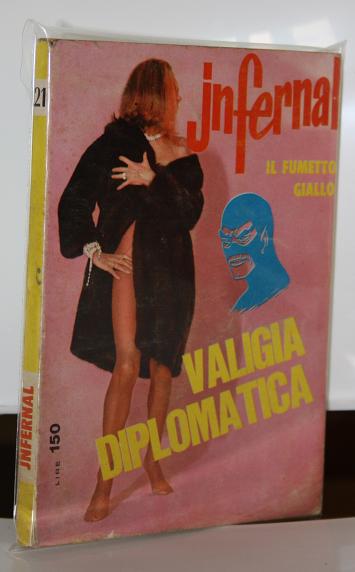 21
JNFERNAL
jnfernal
IL FUMETTO
GIALLO
VALIGIA
DIPLOMATICA
LIRE 150